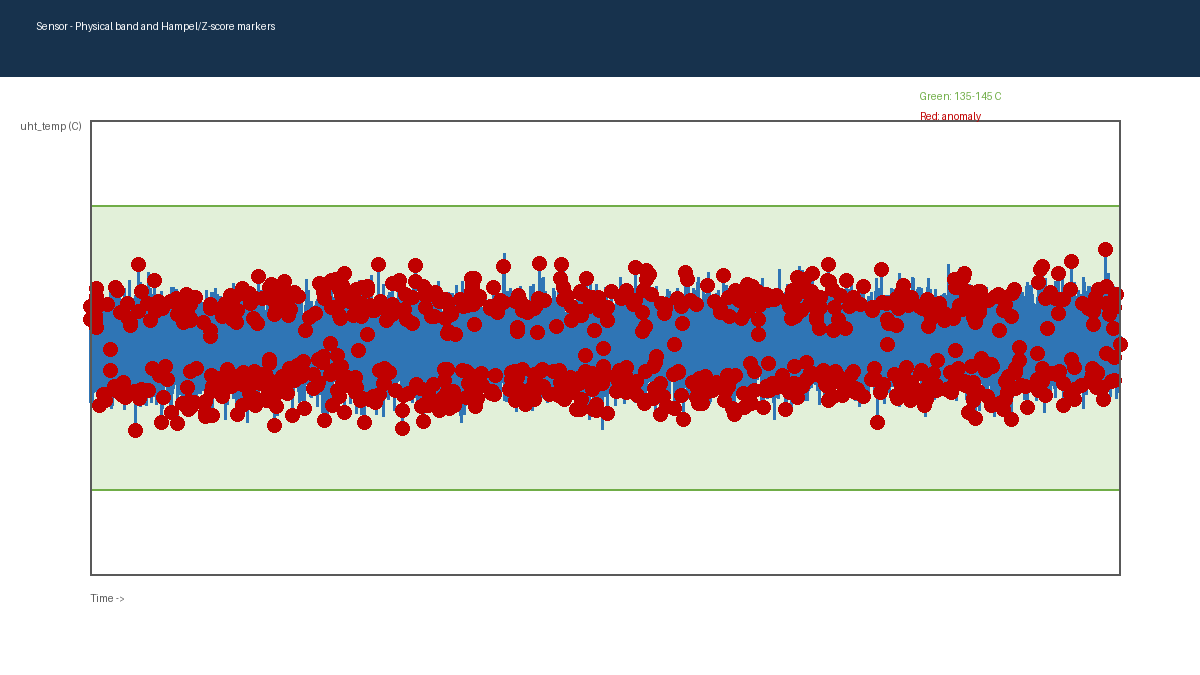 Sensor - Physical band and Hampel/Z-score markers
Green: 135-145 C
Red: anomaly
uht_temp (C)
Time ->